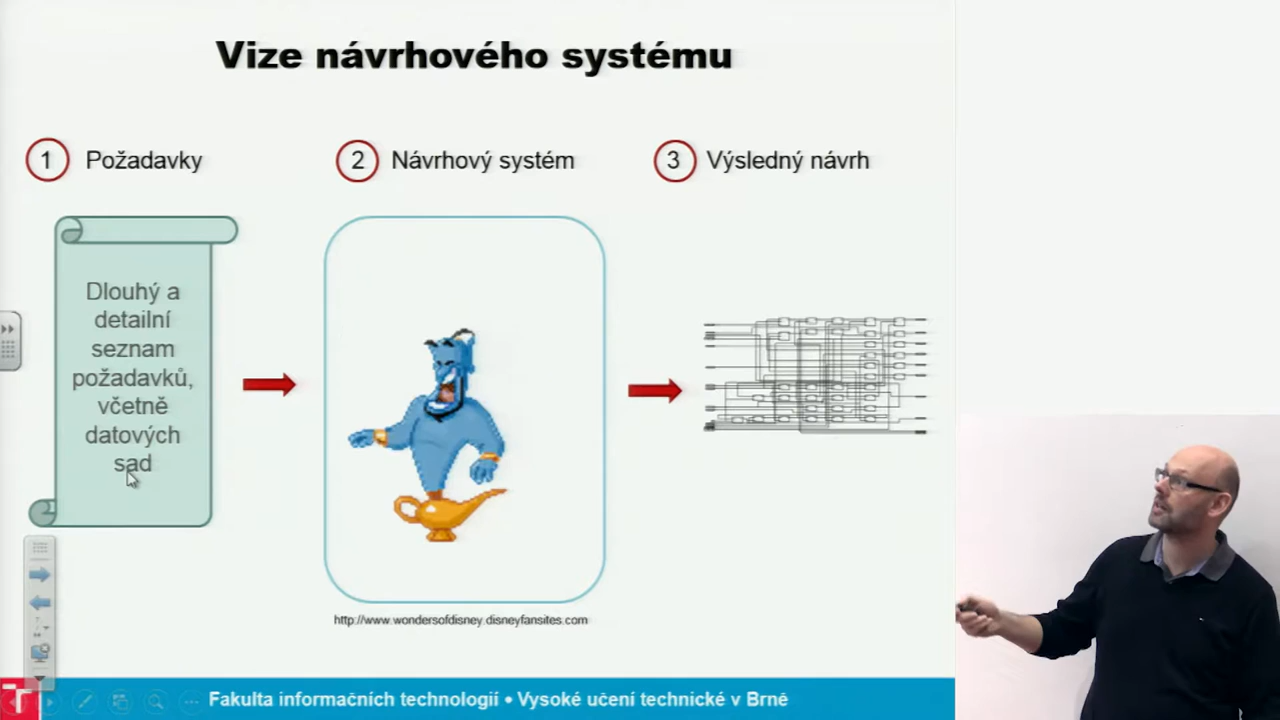 Vize návrhového systému
1 Požadavky
2 Návrhový systém
3 Výsledný návrh
Dlouhý a
detailní
seznam
požadavků,
včetně
datových
sad
http://www.wondersofdisney.disneyfansites.com
Fakulta informačních technologií • Vysoké učení technické v Brně